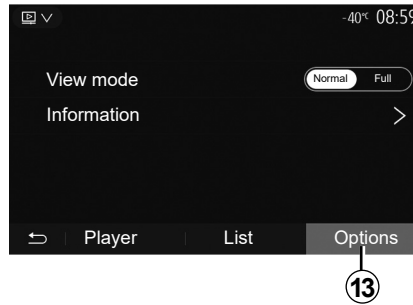 -40°C 08:59
View mode Normal Full
Information
Player List Options
13